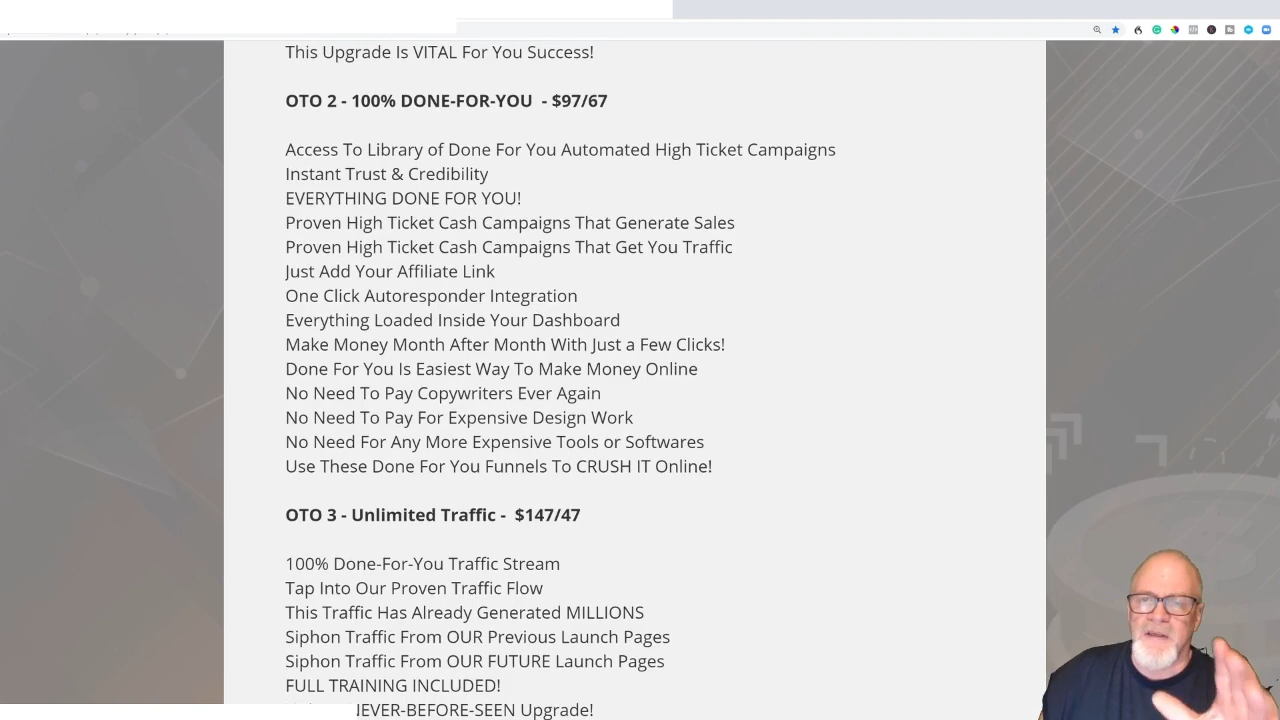 This Upgrade Is VITAL For You Success!
OTO 2 - 100% DONE-FOR-YOU - $97/67
Access To Library of Done For You Automated High Ticket Campaigns
Instant Trust & Credibility
EVERYTHING DONE FOR YOU!
Proven High Ticket Cash Campaigns That Generate Sales
Proven High Ticket Cash Campaigns That Get You Traffic
Just Add Your Affiliate Link
One Click Autoresponder Integration
Everything Loaded Inside Your Dashboard
Make Money Month After Month With Just a Few Clicks!
Done For You Is Easiest Way To Make Money Online
No Need To Pay Copywriters Ever Again
No Need To Pay For Expensive Design Work
No Need For Any More Expensive Tools or Softwares
Use These Done For You Funnels To CRUSH IT Online!
OTO 3 - Unlimited Traffic - $147/47
100% Done-For-You Traffic Stream
Tap Into Our Proven Traffic Flow
This Traffic Has Already Generated MILLIONS
Siphon Traffic From OUR Previous Launch Pages
Siphon Traffic From OUR FUTURE Launch Pages
FULL TRAINING INCLUDED!
Upgrade!